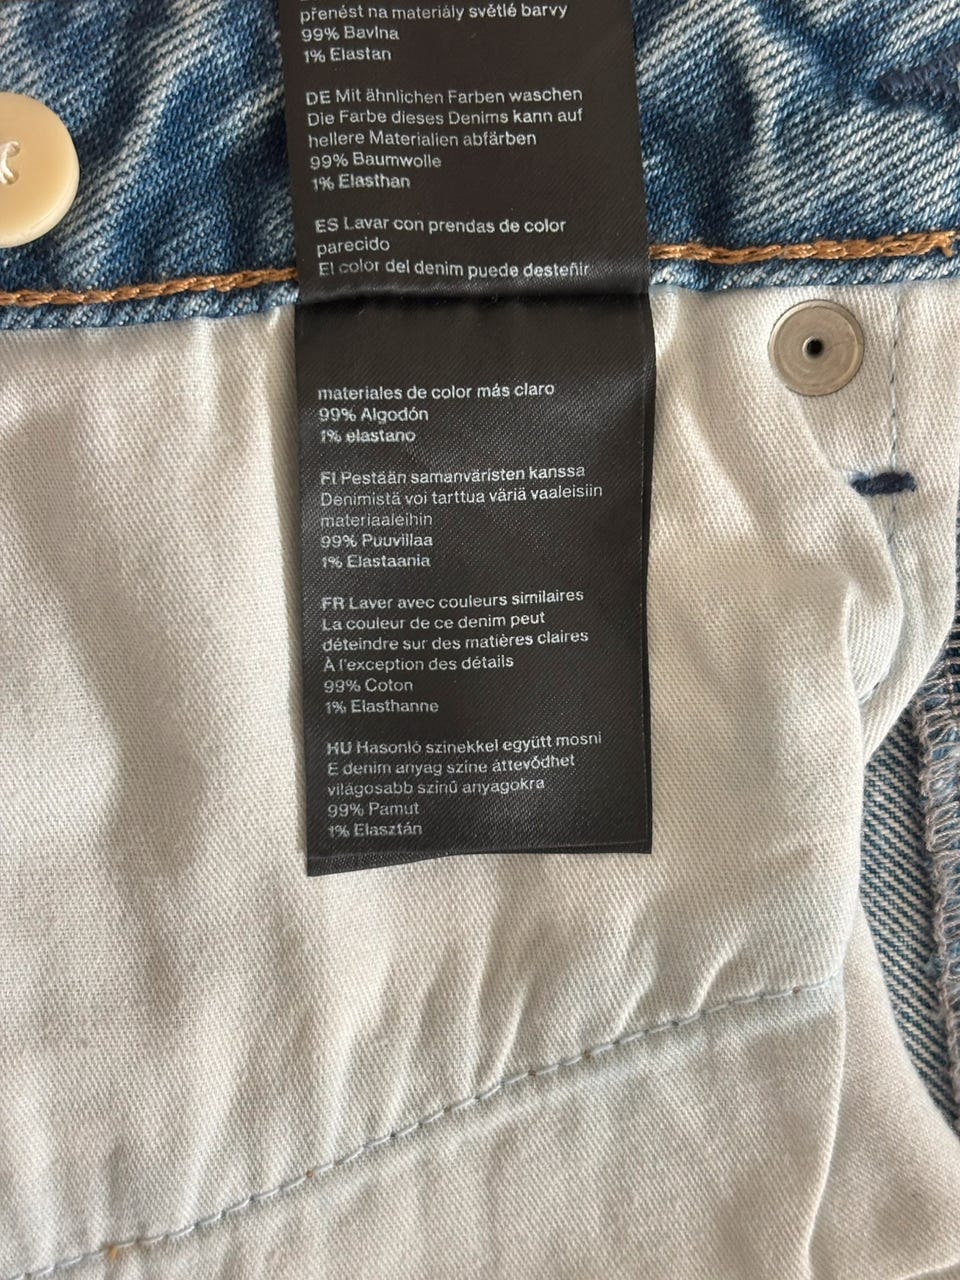 přenést na materiály světlé barvy
99% Bavlna
1% Elastan
DE Mit ähnlichen Farben waschen
Die Farbe dieses Denims kann auf
hellere Materialien abfärben
99% Baumwolle
1% Elasthan
ES Lavar con prendas de color
parecido
El color del denim puede desteñir
materiales de color más claro
99% Algodón
1% elastano
FI Pestään samanväristen kanssa
Denimistä voi tarttua väriä vaaleisiin
materiaaleihin
99% Puuvillaa
1% Elastaania
FR Laver avec couleurs similaires
La couleur de ce denim peut
déteindre sur des matières claires
À l'exception des détails
99% Coton
1% Elasthanne
HU Hasonló színekkel együtt mosni
E denim anyag színe áttevődhet
világosabb színű anyagokra
99% Pamut
1% Elasztán